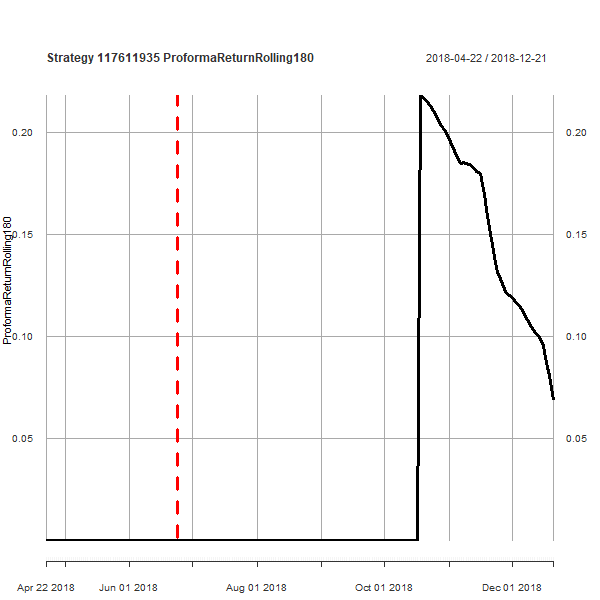 Strategy 117611935 ProformaReturnRolling180
2018-04-22 / 2018-12-21
ProformaReturnRolling180
0.20
0.15
0.10
0.05
0.20
0.15
0.10
0.05
Apr 22 2018
Jun 01 2018
Aug 01 2018
Oct 01 2018
Dec 01 2018